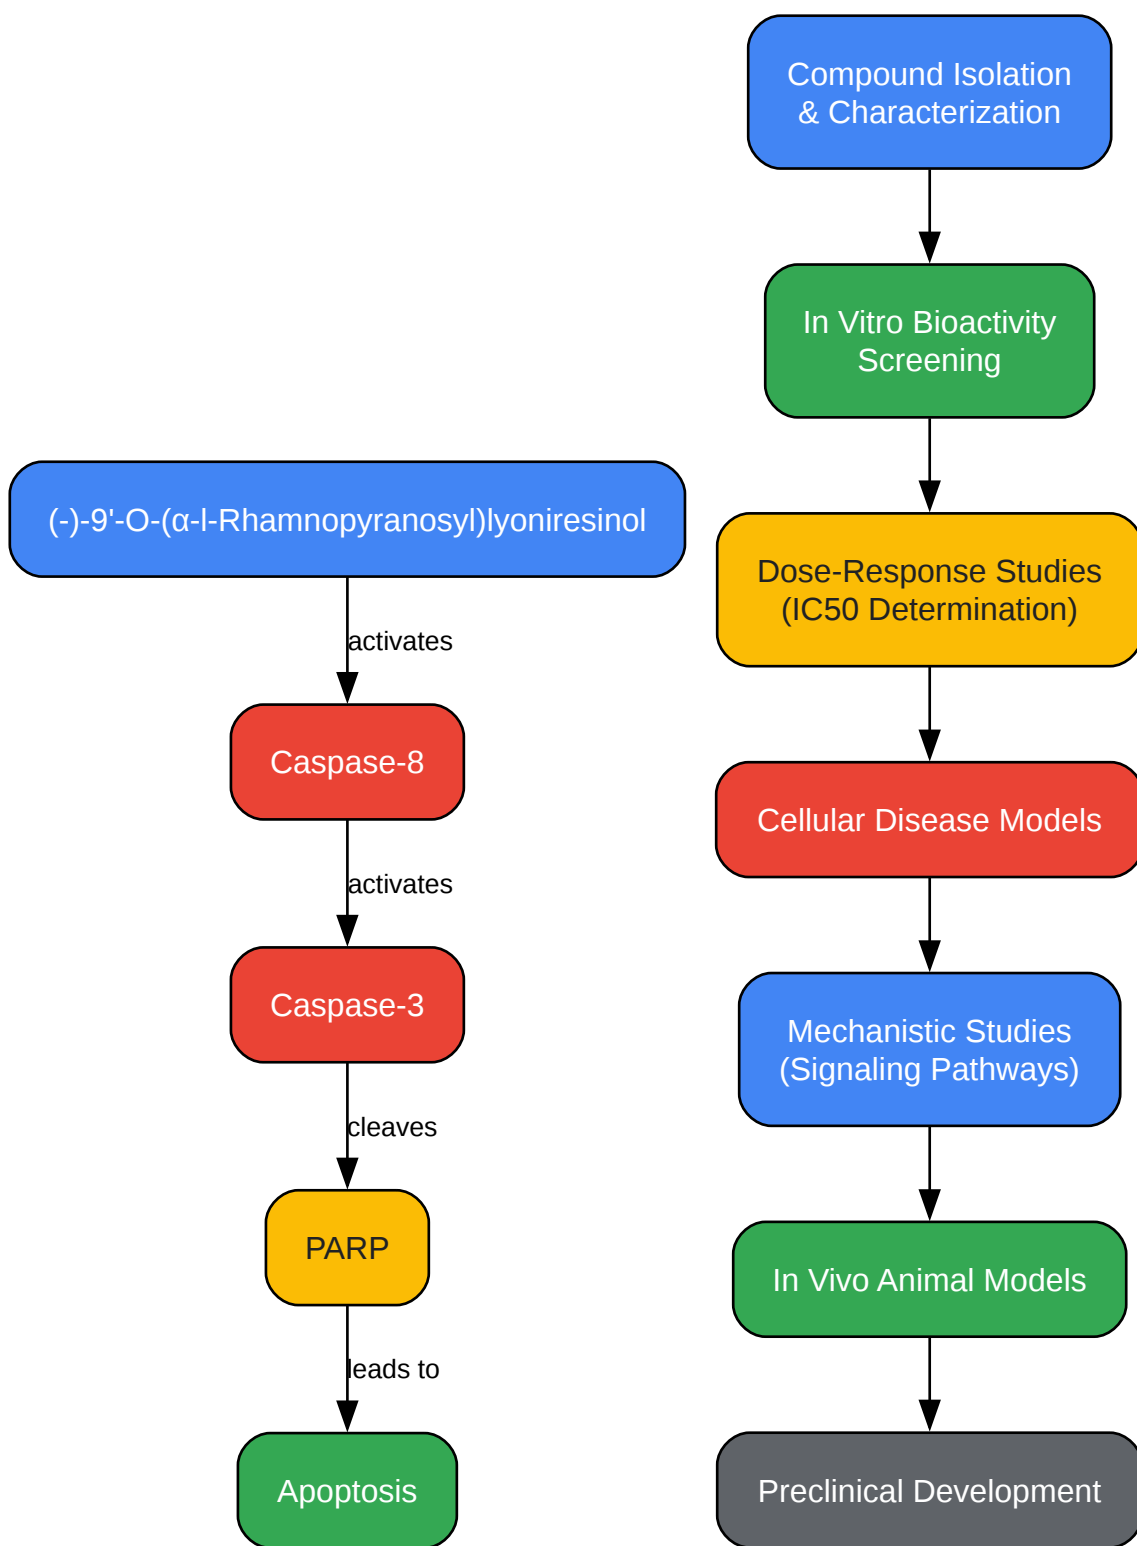 (-)-9'-O-(α-l-Rhamnopyranosyl)lyoniresinol
activates
Caspase-8
activates
Caspase-3
cleaves
PARP
leads to
Apoptosis
Compound Isolation
& Characterization
In Vitro Bioactivity
Screening
Dose-Response Studies
(IC50 Determination)
Cellular Disease Models
Mechanistic Studies
(Signaling Pathways)
In Vivo Animal Models
Preclinical Development